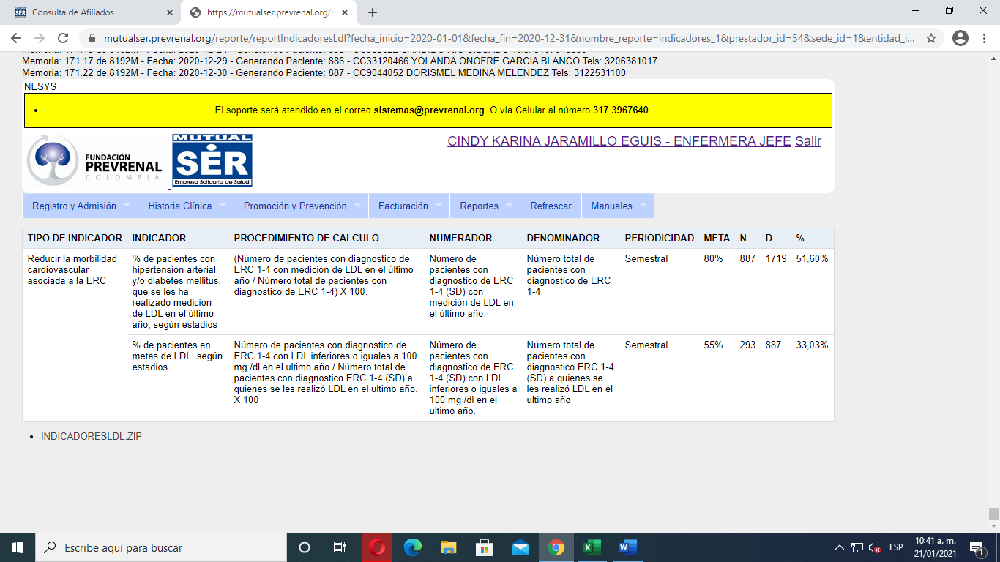 Consulta de Afiliados
https://mutualser.prevrenal.org/
mutualser.prevrenal.org/reporte/reportIndicadoresLdl?fecha_inicio=2020-01-01&fecha_fin=2020-12-31&nombre_reporte=indicadores_1&prestador_id=54&sede_id=1&entidad_i...
Memoria: 171.17 de 8192M - Fecha: 2020-12-29 - Generando Paciente: 886 - CC33120466 YOLANDA ONOFRE GARCIA BLANCO Tels: 3206381017
Memoria: 171.22 de 8192M - Fecha: 2020-12-30 - Generando Paciente: 887 - CC9044052 DORISMEL MEDINA MELENDEZ Tels: 3122531100
NESYS
El soporte será atendido en el correo sistemas@prevrenal.org. O vía Celular al número 317 3967640.
FUNDACIÓN
PREVRENAL
COLOMBIA
MUTUAL
SER
Empresa Solidaria de Salud
CINDY KARINA JARAMILLO EGUIS - ENFERMERA JEFE Salir
Registro y Admisión Historia Clínica Promoción y Prevención Facturación Reportes Refrescar Manuales
TIPO DE INDICADOR INDICADOR PROCEDIMIENTO DE CALCULO NUMERADOR DENOMINADOR PERIODICIDAD META N D %
Reducir la morbilidad
cardiovascular
asociada a la ERC
% de pacientes con
hipertensión arterial
y/o diabetes mellitus,
que se les ha
realizado medición
de LDL en el último
año, según estadios
(Número de pacientes con diagnostico de
ERC 1-4 con medición de LDL en el último
año / Número total de pacientes con
diagnostico de ERC 1-4) X 100.
Número de
pacientes con
diagnostico de ERC
1-4 (SD) con
medición de LDL en
el último año.
Número total de
pacientes con
diagnostico de ERC
1-4
Semestral 80% 887 1719 51,60%
% de pacientes en
metas de LDL, según
estadios
Número de pacientes con diagnostico de
ERC 1-4 con LDL inferiores o iguales a 100
mg /dl en el ultimo año / Número total de
pacientes con diagnostico ERC 1-4 (SD) a
quienes se les realizó LDL en el ultimo año.
X 100
Número de
pacientes con
diagnostico de ERC
1-4 (SD) con LDL
inferiores o iguales a
100 mg /dl en el
ultimo año.
Número total de
pacientes con
diagnostico ERC 1-4
(SD) a quienes se
les realizó LDL en el
ultimo año
Semestral 55% 293 887 33,03%
INDICADORESLDL.ZIP
Escribe aquí para buscar
ESP
10:41 a. m.
21/01/2021
1